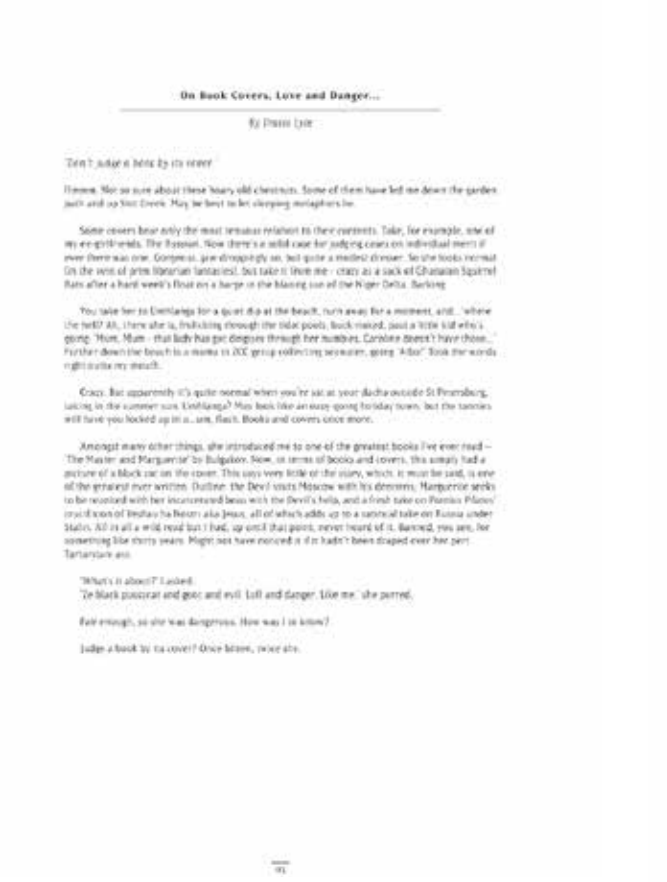 On Book Covers, Love and Danger...
By
'Don't judge a book by its cover'
Hmmm. Not so sure about these hoary old chestnuts. Some of them have led me down the garden
path and up Shit Creek. May be best to let sleeping metaphors lie.
Some covers bear only the most tenuous relation to their contents. Take, for example, one of
my ex-girlfriends. The Russian. Now there's a solid case for judging cases on individual merit if
ever there was one. Gorgeous, jaw-droppingly so, but quite a modest dresser. So she looks normal
(in the vein of prim librarian fantasies), but take it from me - crazy as a sack of Ghanaian Squirrel
Rats after a hard week's float on a barge in the blazing sun of the Niger Delta. Barking.
You take her to Umhlanga for a quiet dip at the beach, turn away for a moment, and... 'where
the hell? Ah, there she is, frolicking through the tidal pools, buck naked, past a little kid who's
going, 'Mum, Mum - that lady has got through her Caroline doesn't have those...'
Further down the beach is a mama in 200 group collecting seawater, going 'Took the words
right outta my mouth.
Crazy. But apparently it's quite normal when you're sat at your dacha outside St Petersburg,
taking in the summer sun. Umhlanga? May look like an easy-going holiday town, but the tannies
will have you locked up in a...um, flash. Books and covers once more.
Amongst many other things, she introduced me to one of the greatest books I've ever read –
'The Master and Marguerite' by Bulgakov. Now, in terms of books and covers, this simply had a
picture of a black cat on the cover. This says very little of the story, which, it must be said, is one
of the greatest ever written. Outline: the Devil visits Moscow with his demons, Marguerite seeks
to be reunited with her incarcerated beau with the Devil's help, and a fresh take on Pontius Pilates'
crucifixion of Yeshua ha Nozri aka Jesus, all of which adds up to a satirical take on Russia under
Stalin. All in all a wild read but I had, up until that point, never heard of it. Banned, you see, for
something like thirty years. Might not have noticed it if it hadn't been draped over her pert
Tartarstare ass.
'What's it about?' I asked.
'Ze black pussycat and good and evil. Loff and danger. Like me,' she purred.
Fair enough, so she was dangerous. How was I to know?
Judge a book by its cover? Once bitten, twice shy.